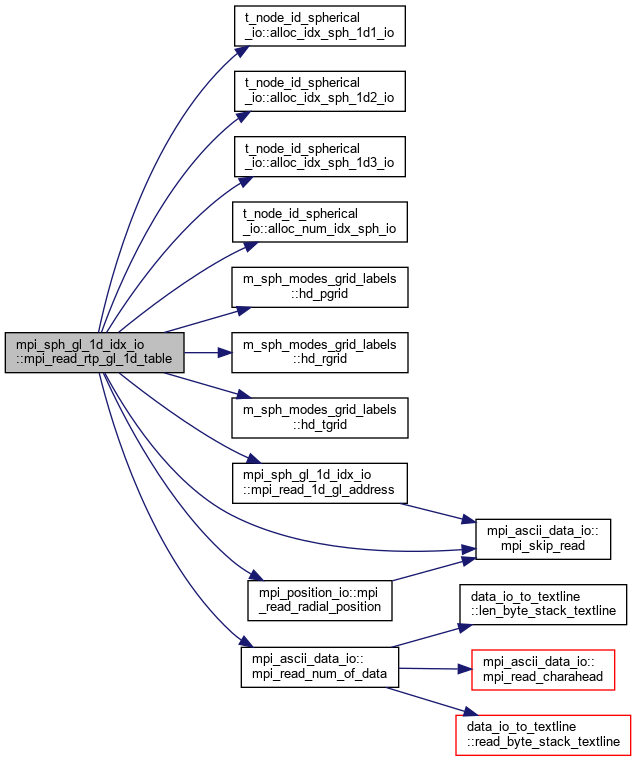 t_node_id_spherical
_io::alloc_idx_sph_1d1_io
t_node_id_spherical
_io::alloc_idx_sph_1d2_io
t_node_id_spherical
_io::alloc_idx_sph_1d3_io
t_node_id_spherical
_io::alloc_num_idx_sph_io
m_sph_modes_grid_labels
::hd_pgrid
mpi_sph_gl_1d_idx_io
::mpi_read_rtp_gl_1d_table
m_sph_modes_grid_labels
::hd_rgrid
m_sph_modes_grid_labels
::hd_tgrid
mpi_sph_gl_1d_idx_io
::mpi_read_1d_gl_address
mpi_ascii_data_io::
mpi_skip_read
mpi_position_io::mpi
_read_radial_position
data_io_to_textline
::len_byte_stack_textline
mpi_ascii_data_io::
mpi_read_num_of_data
mpi_ascii_data_io::
mpi_read_charahead
data_io_to_textline
::read_byte_stack_textline